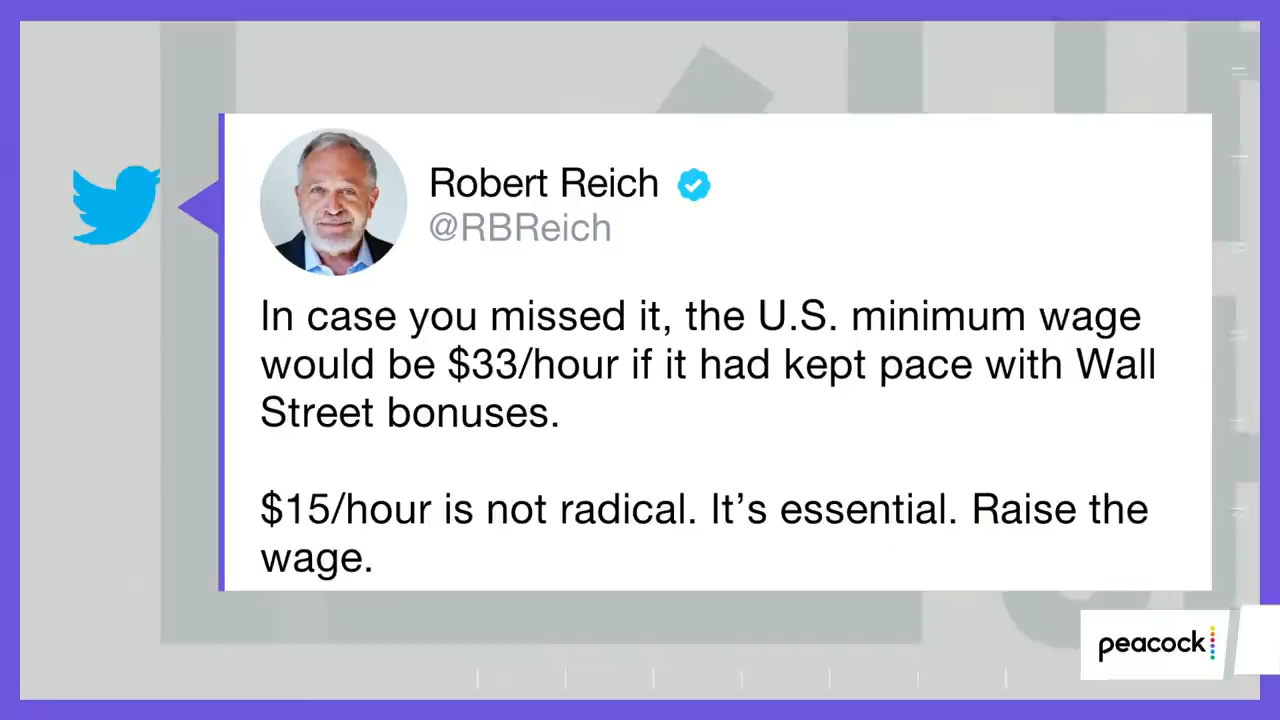 Robert Reich
@RBReich
In case you missed it, the U.S. minimum wage
would be $33/hour if it had kept pace with Wall
Street bonuses.
$15/hour is not radical. It’s essential. Raise the
wage.
peacock